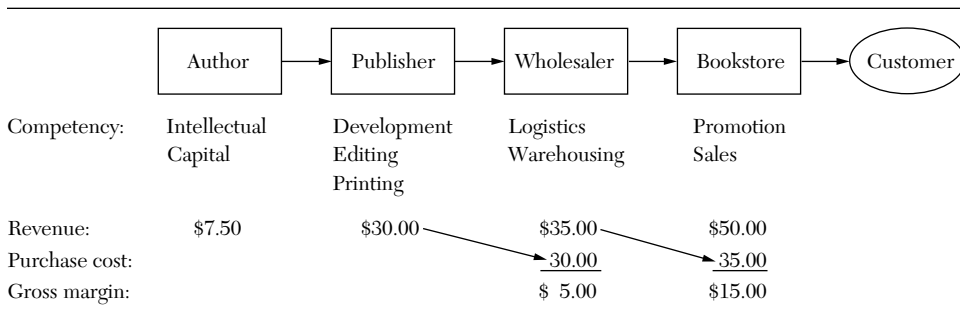 Author Publisher Wholesaler Bookstore Customer
Competency: Intellectual Development Logistics Promotion
Capital Editing Warehousing Sales
Printing
Revenue: $7.50 $30.00 $35.00 $50.00
Purchase cost: 30.00 35.00
Gross margin: $ 5.00 $15.00